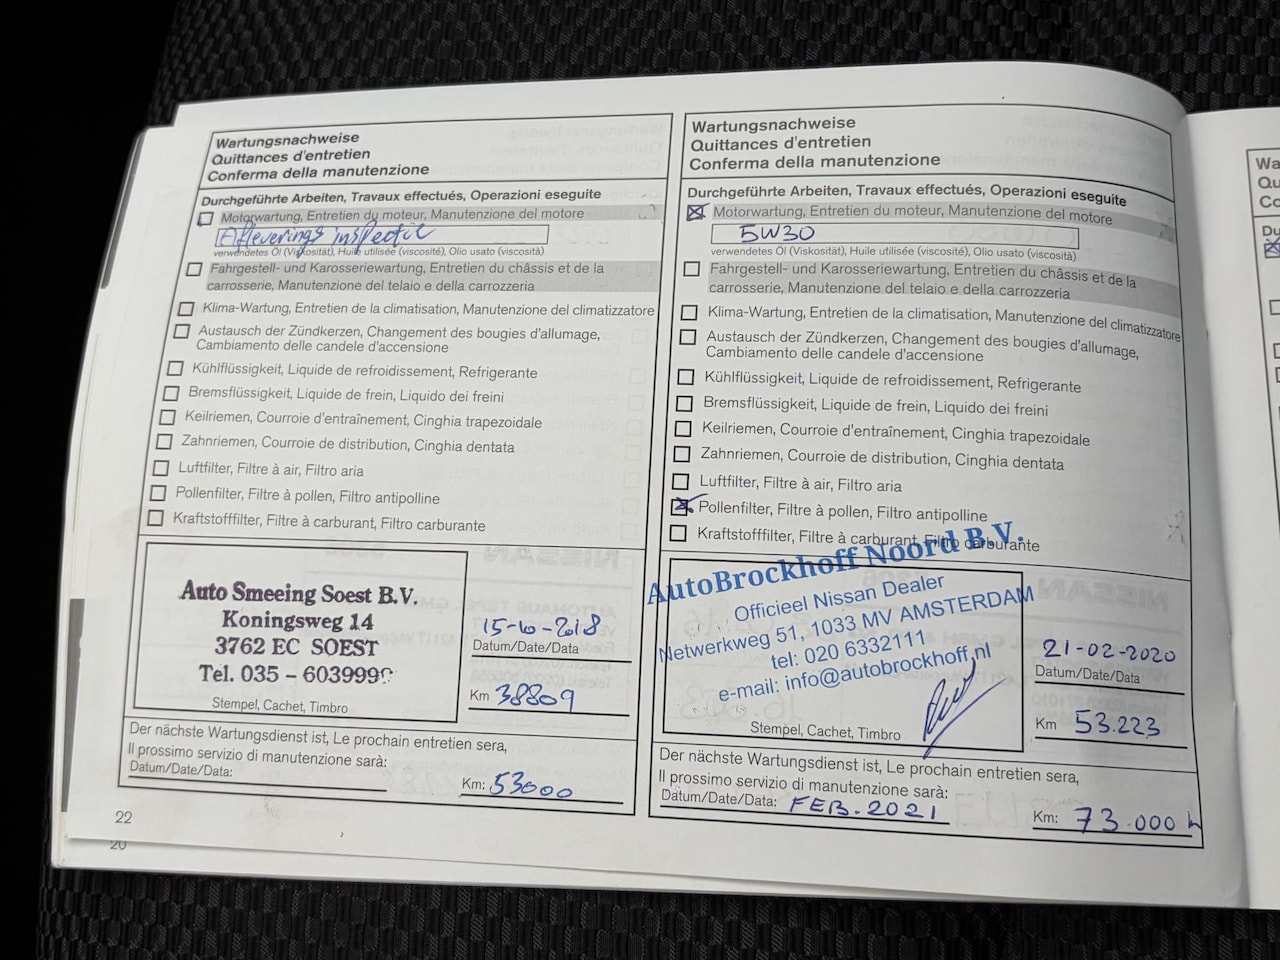 Wartungsnachweise
Quittances d'entretien
Conferma della manutenzione
Durchgeführte Arbeiten, Travaux effectués, Operazioni eseguite
Motorwartung, Entretien du moteur, Manutenzione del motore
Afleverings inspectie
verwendetes Öl (Viskosität), Huile utilisée (viscosité), Olio usato (viscosità)
Fahrgestell- und Karosseriewartung, Entretien du châssis et de la
carrosserie, Manutenzione del telaio e della carrozzeria
Klima-Wartung, Entretien de la climatisation, Manutenzione del climatizzatore
Austausch der Zündkerzen, Changement des bougies d'allumage,
Cambiamento delle candele d'accensione
Kühlflüssigkeit, Liquide de refroidissement, Refrigerante
Bremsflüssigkeit, Liquide de frein, Liquido dei freini
Keilriemen, Courroie d'entraînement, Cinghia trapezoidale
Zahnriemen, Courroie de distribution, Cinghia dentata
Luftfilter, Filtre à air, Filtro aria
Pollenfilter, Filtre à pollen, Filtro antipolline
Kraftstofffilter, Filtre à carburant, Filtro carburante
Auto Smeeing Soest B.V.
Koningsweg 14
3762 EC SOEST
Tel. 035 – 6039999
Stempel, Cachet, Timbro
Datum/Date/Data
Km 38809
Der nächste Wartungsdienst ist, Le prochain entretien sera,
Il prossimo servizio di manutenzione sarà:
Datum/Date/Data:
Km: 53000
22
20
Wartungsnachweise
Quittances d'entretien
Conferma della manutenzione
Durchgeführte Arbeiten, Travaux effectués, Operazioni eseguite
Motorwartung, Entretien du moteur, Manutenzione del motore
5W30
verwendetes Öl (Viskosität), Huile utilisée (viscosité), Olio usato (viscosità)
Fahrgestell- und Karosseriewartung, Entretien du châssis et de la
carrosserie, Manutenzione del telaio e della carrozzeria
Klima-Wartung, Entretien de la climatisation, Manutenzione del climatizzatore
Austausch der Zündkerzen, Changement des bougies d'allumage,
Cambiamento delle candele d'accensione
Kühlflüssigkeit, Liquide de refroidissement, Refrigerante
Bremsflüssigkeit, Liquide de frein, Liquido dei freini
Keilriemen, Courroie d'entraînement, Cinghia trapezoidale
Zahnriemen, Courroie de distribution, Cinghia dentata
Luftfilter, Filtre à air, Filtro aria
Pollenfilter, Filtre à pollen, Filtro antipolline
Kraftstofffilter, Filtre à carburant, Filtro carburante
AutoBrockhoff Noord B.V.
Officieel Nissan Dealer
Netwerkweg 51, 1033 MV AMSTERDAM
tel: 020 6332111
e-mail: info@autobrockhoff.nl
Stempel, Cachet, Timbro
21-02-2020
Datum/Date/Data
Km 53.223
Der nächste Wartungsdienst ist, Le prochain entretien sera,
Il prossimo servizio di manutenzione sarà:
Datum/Date/Data: FEB.2021
Km: 73.000